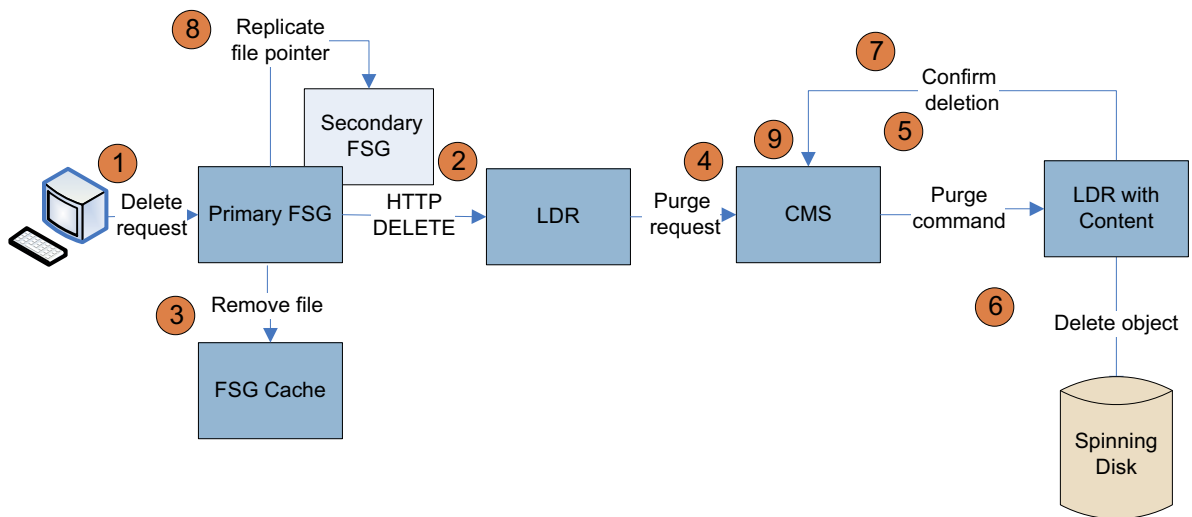 8
Replicate
file pointer
7
Confirm
deletion
Secondary
FSG
1
2
4
9
5
Delete
request
Primary FSG
HTTP
DELETE
LDR
Purge
request
CMS
Purge
command
LDR with
Content
3
Remove file
6
Delete object
FSG Cache
Spinning
Disk